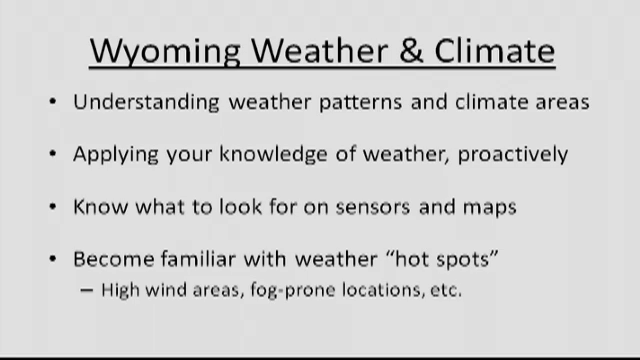 Wyoming Weather & Climate
• Understanding weather patterns and climate areas
• Applying your knowledge of weather, proactively
• Know what to look for on sensors and maps
• Become familiar with weather “hot spots”
– High wind areas, fog-prone locations, etc.